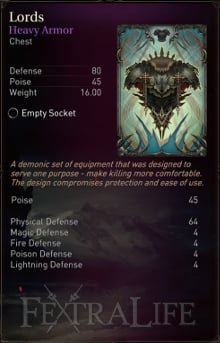 Lords
Heavy Armor
Chest
Defense 80
Poise 45
Weight 16.00
Empty Socket
A demonic set of equipment that was designed to
serve one purpose - make killing more comfortable.
The design compromises protection and ease of use.
Poise 45
Physical Defense 64
Magic Defense 4
Fire Defense 4
Poison Defense 4
Lightning Defense 4
FEXTRALIFE